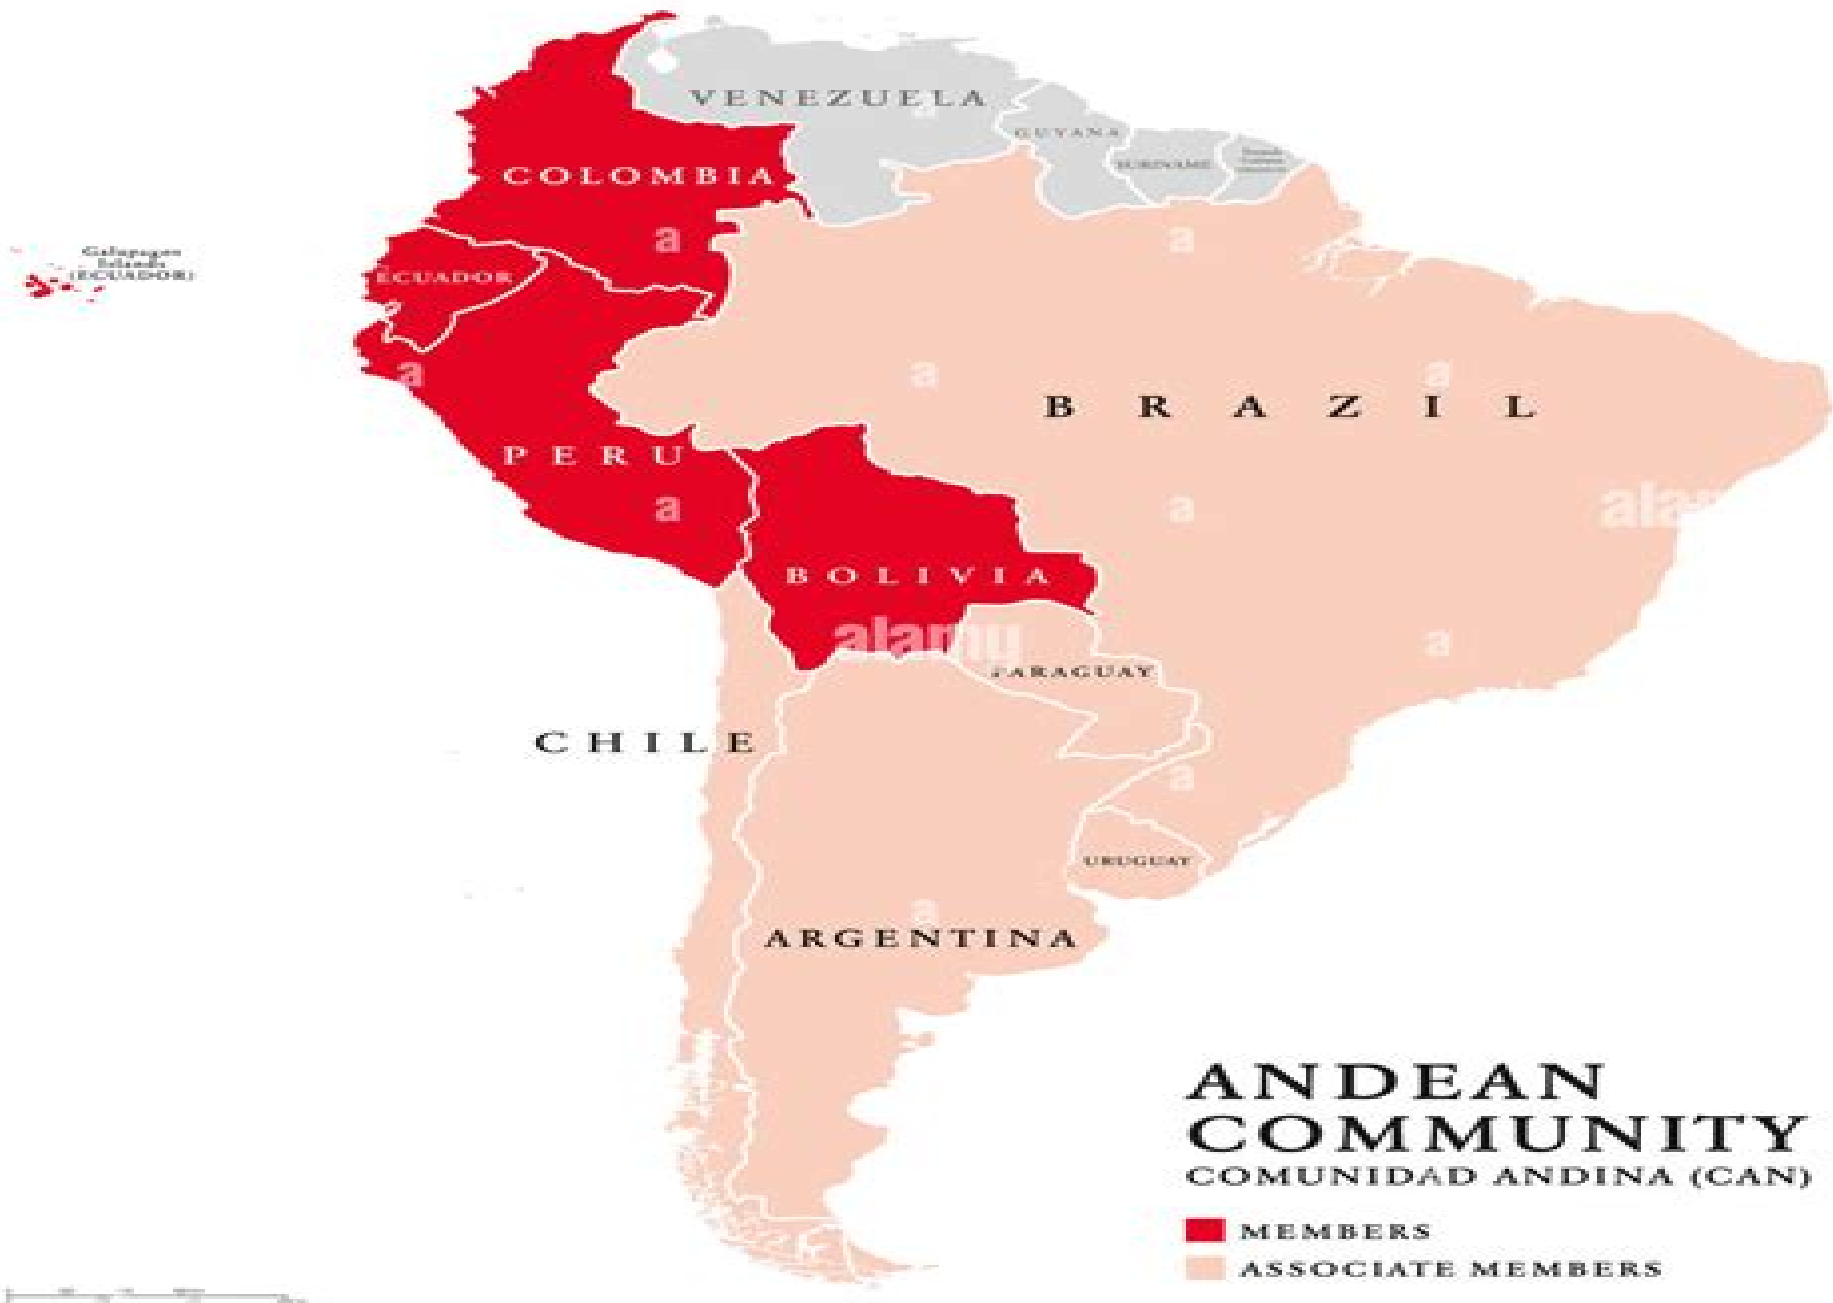 VENEZUELA
GUYANA
SURINAME
COLOMBIA
Galapagos
Islands
(ECUADOR)
ECUADOR
BRAZIL
PERU
BOLIVIA
alamy
PARAGUAY
CHILE
URUGUAY
ARGENTINA
ANDEAN
COMMUNITY
COMUNIDAD ANDINA (CAN)
MEMBERS
ASSOCIATE MEMBERS